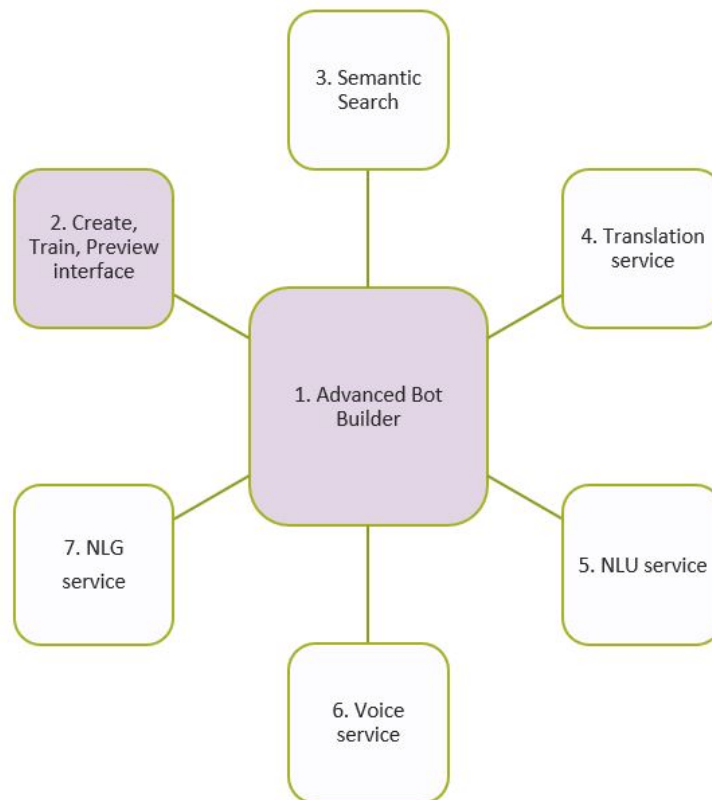 3. Semantic
Search
2. Create,
Train, Preview
interface
4. Translation
service
1. Advanced Bot
Builder
7. NLG
service
5. NLU service
6. Voice
service